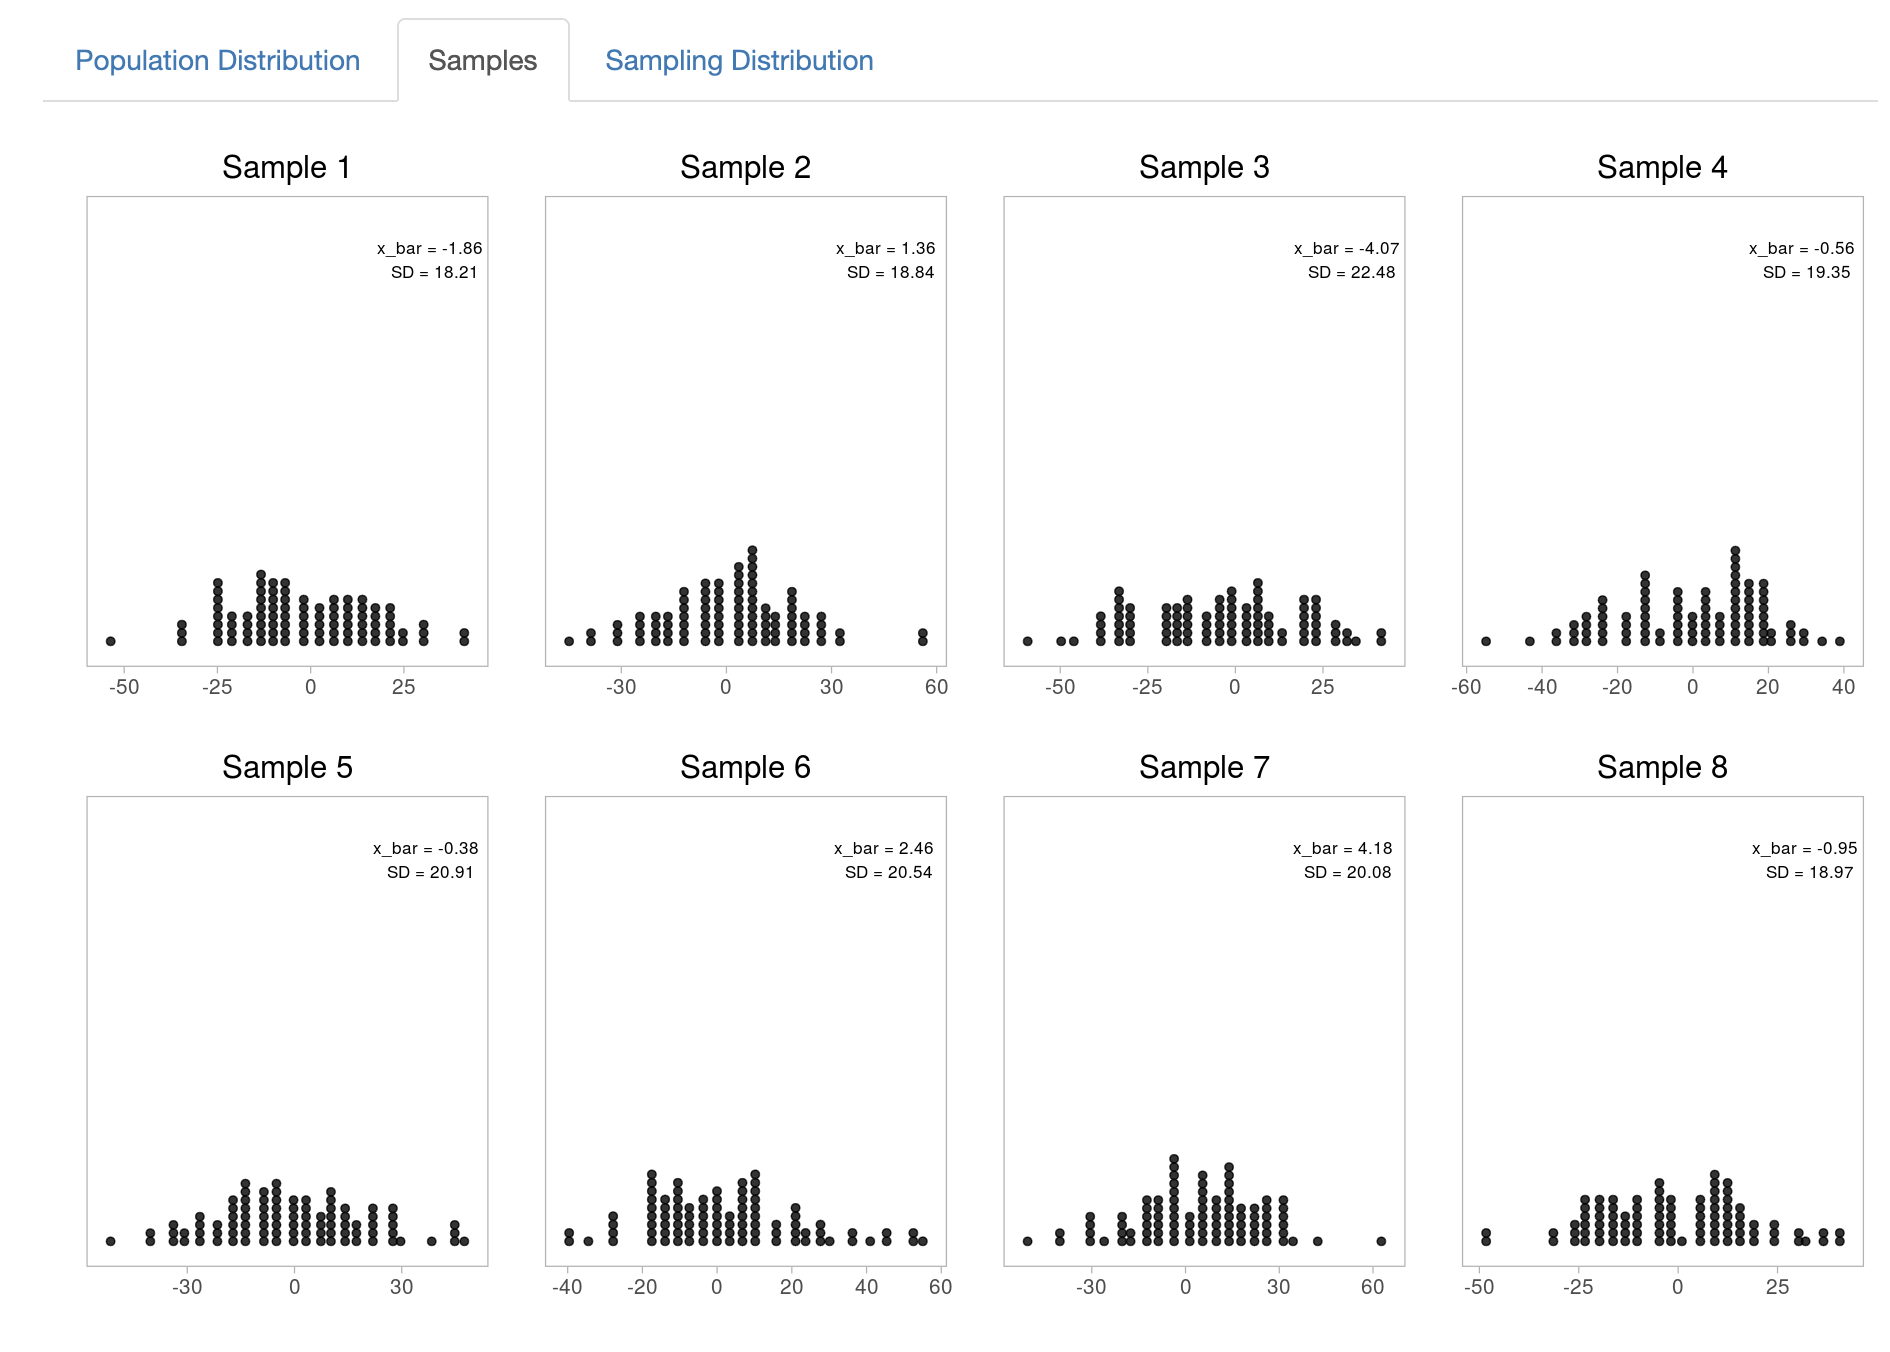 Population Distribution
Samples
Sampling Distribution
Sample 1
x_bar = -1.86
SD = 18.21
-50 -25 0 25
Sample 2
x_bar = 1.36
SD = 18.84
-30 0 30 60
Sample 3
x_bar = -4.07
SD = 22.48
-50 -25 0 25
Sample 4
x_bar = -0.56
SD = 19.35
-60 -40 -20 0 20 40
Sample 5
x_bar = -0.38
SD = 20.91
-30 0 30
Sample 6
x_bar = 2.46
SD = 20.54
-40 -20 0 20 40 60
Sample 7
x_bar = 4.18
SD = 20.08
-30 0 30 60
Sample 8
x_bar = -0.95
SD = 18.97
-50 -25 0 25